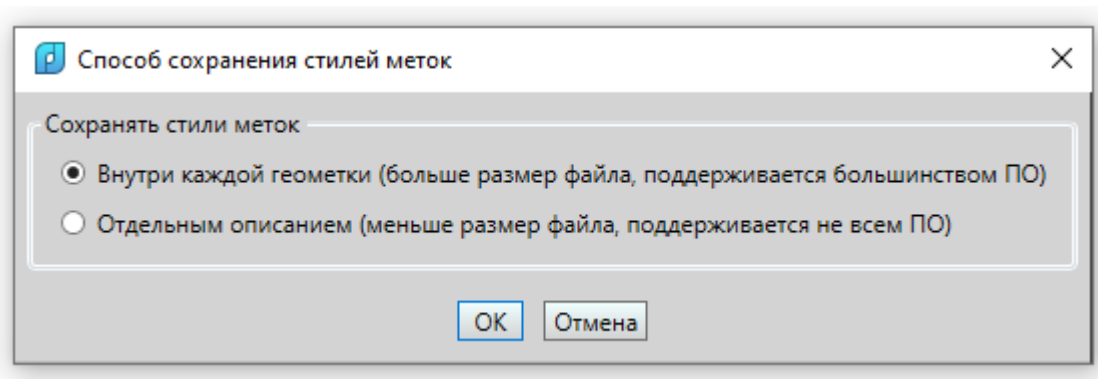 Способ сохранения стилей меток
Сохранять стили меток
Внутри каждой геометки (больше размер файла, поддерживается большинством ПО)
Отдельным описанием (меньше размер файла, поддерживается не всем ПО)
ОК Отмена